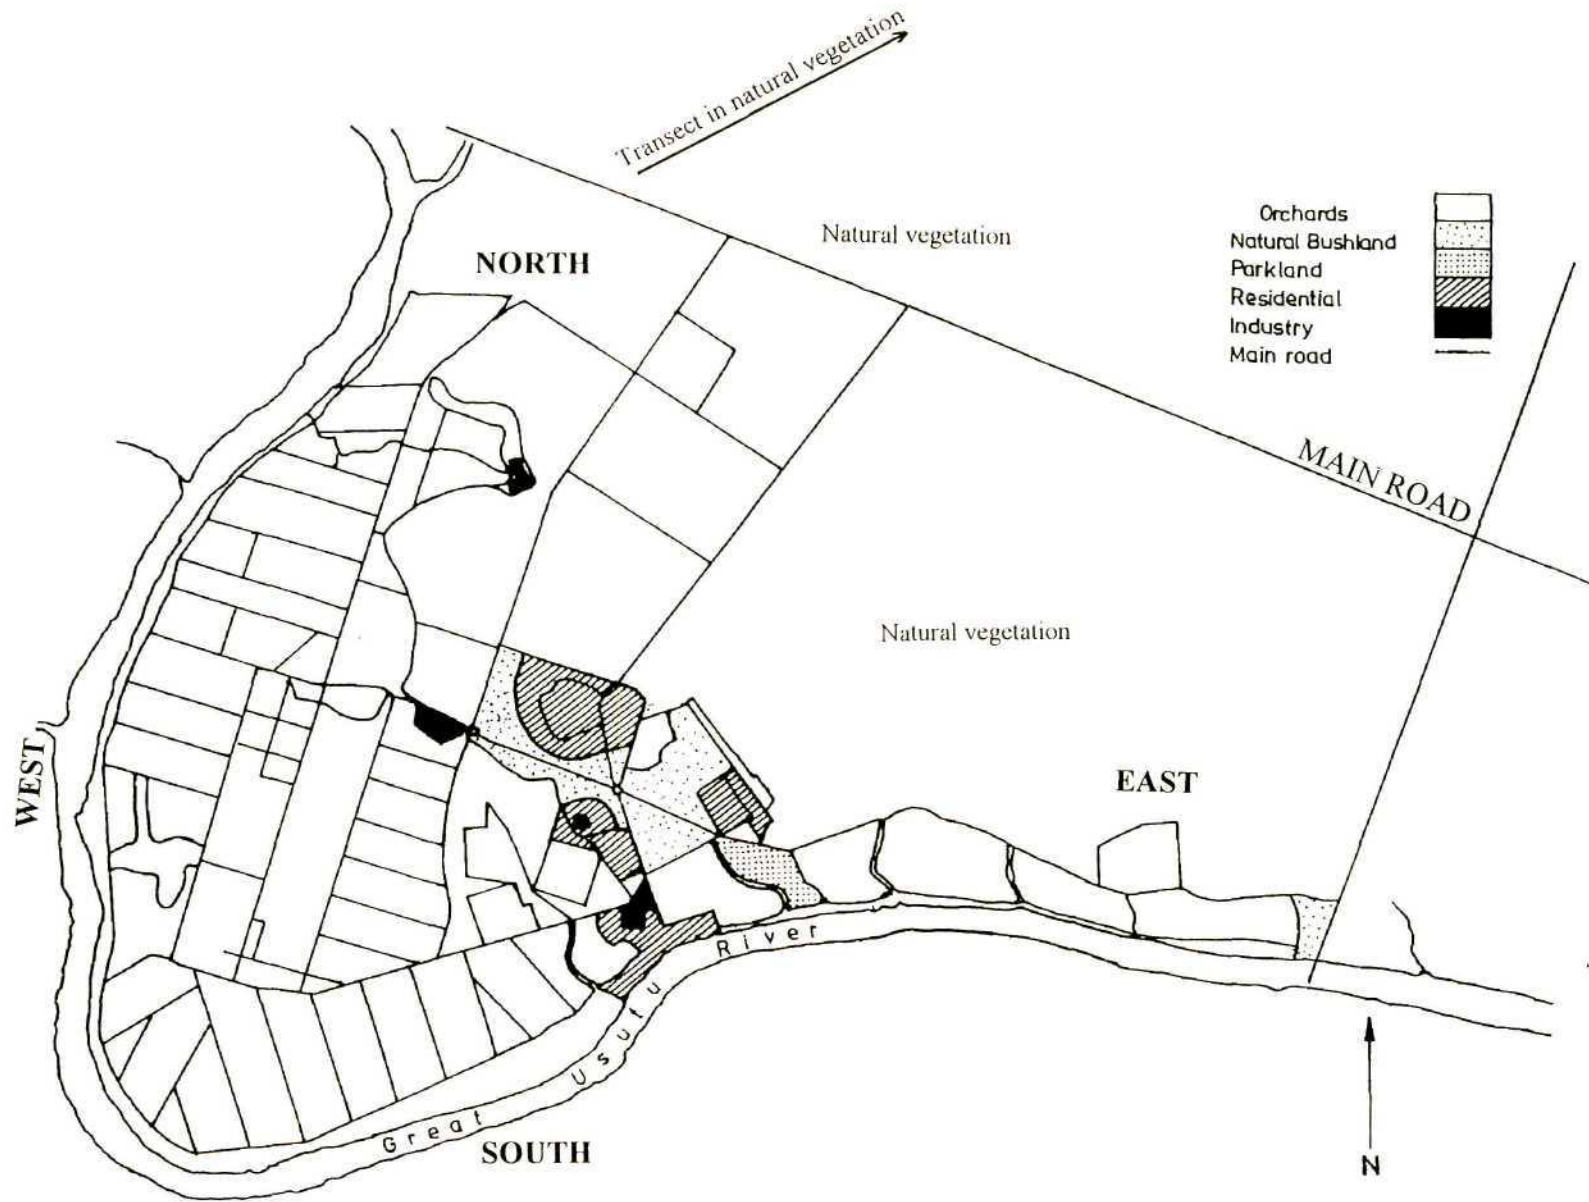 Transect in natural vegetation
Natural vegetation
NORTH
Orchards
Natural Bushland
Parkland
Residential
Industry
Main road
MAIN ROAD
Natural vegetation
WEST
EAST
Great Usutu River
SOUTH
N